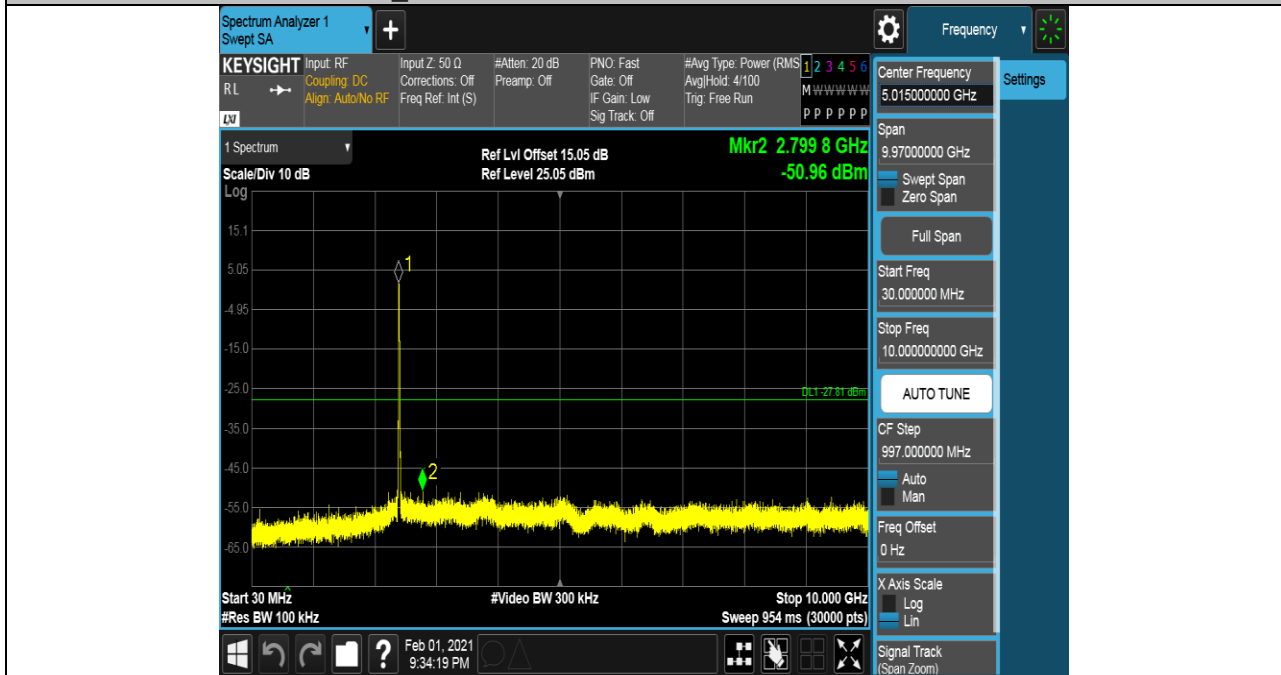 Spectrum Analyzer 1
Swept SA
+
Frequency
KEYSIGHT
RL
LXI
Input: RF
Coupling: DC
Align: Auto/No RF
Input Z: 50 Ω
Corrections: Off
Freq Ref: Int (S)
#Atten: 20 dB
Preamp: Off
PNO: Fast
Gate: Off
IF Gain: Low
Sig Track: Off
#Avg Type: Power (RMS
Avg|Hold: 4/100
Trig: Free Run
1 2 3 4 5 6
M W W W W W
P P P P P P
1 Spectrum
Scale/Div 10 dB
Log
Ref Lvl Offset 15.05 dB
Ref Level 25.05 dBm
Mkr2 2.799 8 GHz
-50.96 dBm
15.1
5.05
-4.95
-15.0
-25.0
-35.0
-45.0
-55.0
-65.0
1
2
DL1 -27.81 dBm
Start 30 MHz
#Res BW 100 kHz
#Video BW 300 kHz
Stop 10.000 GHz
Sweep 954 ms (30000 pts)
Feb 01, 2021
9:34:19 PM
?
Center Frequency
5.015000000 GHz
Settings
Span
9.97000000 GHz
Swept Span
Zero Span
Full Span
Start Freq
30.000000 MHz
Stop Freq
10.000000000 GHz
AUTO TUNE
CF Step
997.000000 MHz
Auto
Man
Freq Offset
0 Hz
X Axis Scale
Log
Lin
Signal Track
(Span Zoom)